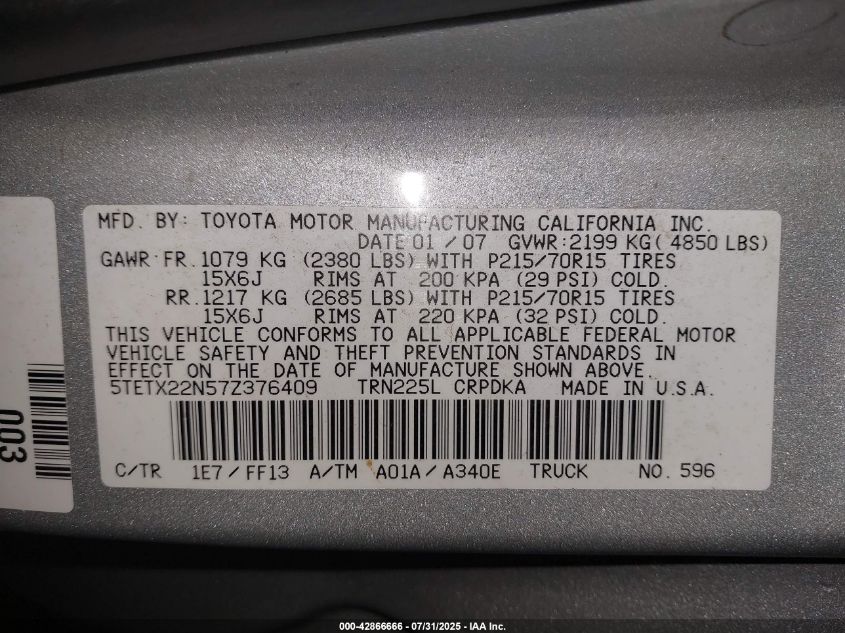 MFD. BY: TOYOTA MOTOR MANUFACTURING CALIFORNIA INC.
DATE 01 / 07 GVWR: 2199 KG( 4850 LBS)
GAWR FR. 1079 KG (2380 LBS) WITH P215/70R15 TIRES
15X6J RIMS AT 200 KPA (29 PSI) COLD.
RR. 1217 KG (2685 LBS) WITH P215/70R15 TIRES
15X6J RIMS AT 220 KPA (32 PSI) COLD.
THIS VEHICLE CONFORMS TO ALL APPLICABLE FEDERAL MOTOR
VEHICLE SAFETY AND THEFT PREVENTION STANDARDS IN
EFFECT ON THE DATE OF MANUFACTURE SHOWN ABOVE.
5TETX22N57Z376409 TRN225L CRPDKA MADE IN U.S.A.
C/TR 1E7 / FF13 A/TM A01A / A340E TRUCK NO. 596
003
000-42866666 - 07/31/2025 - IAA Inc.